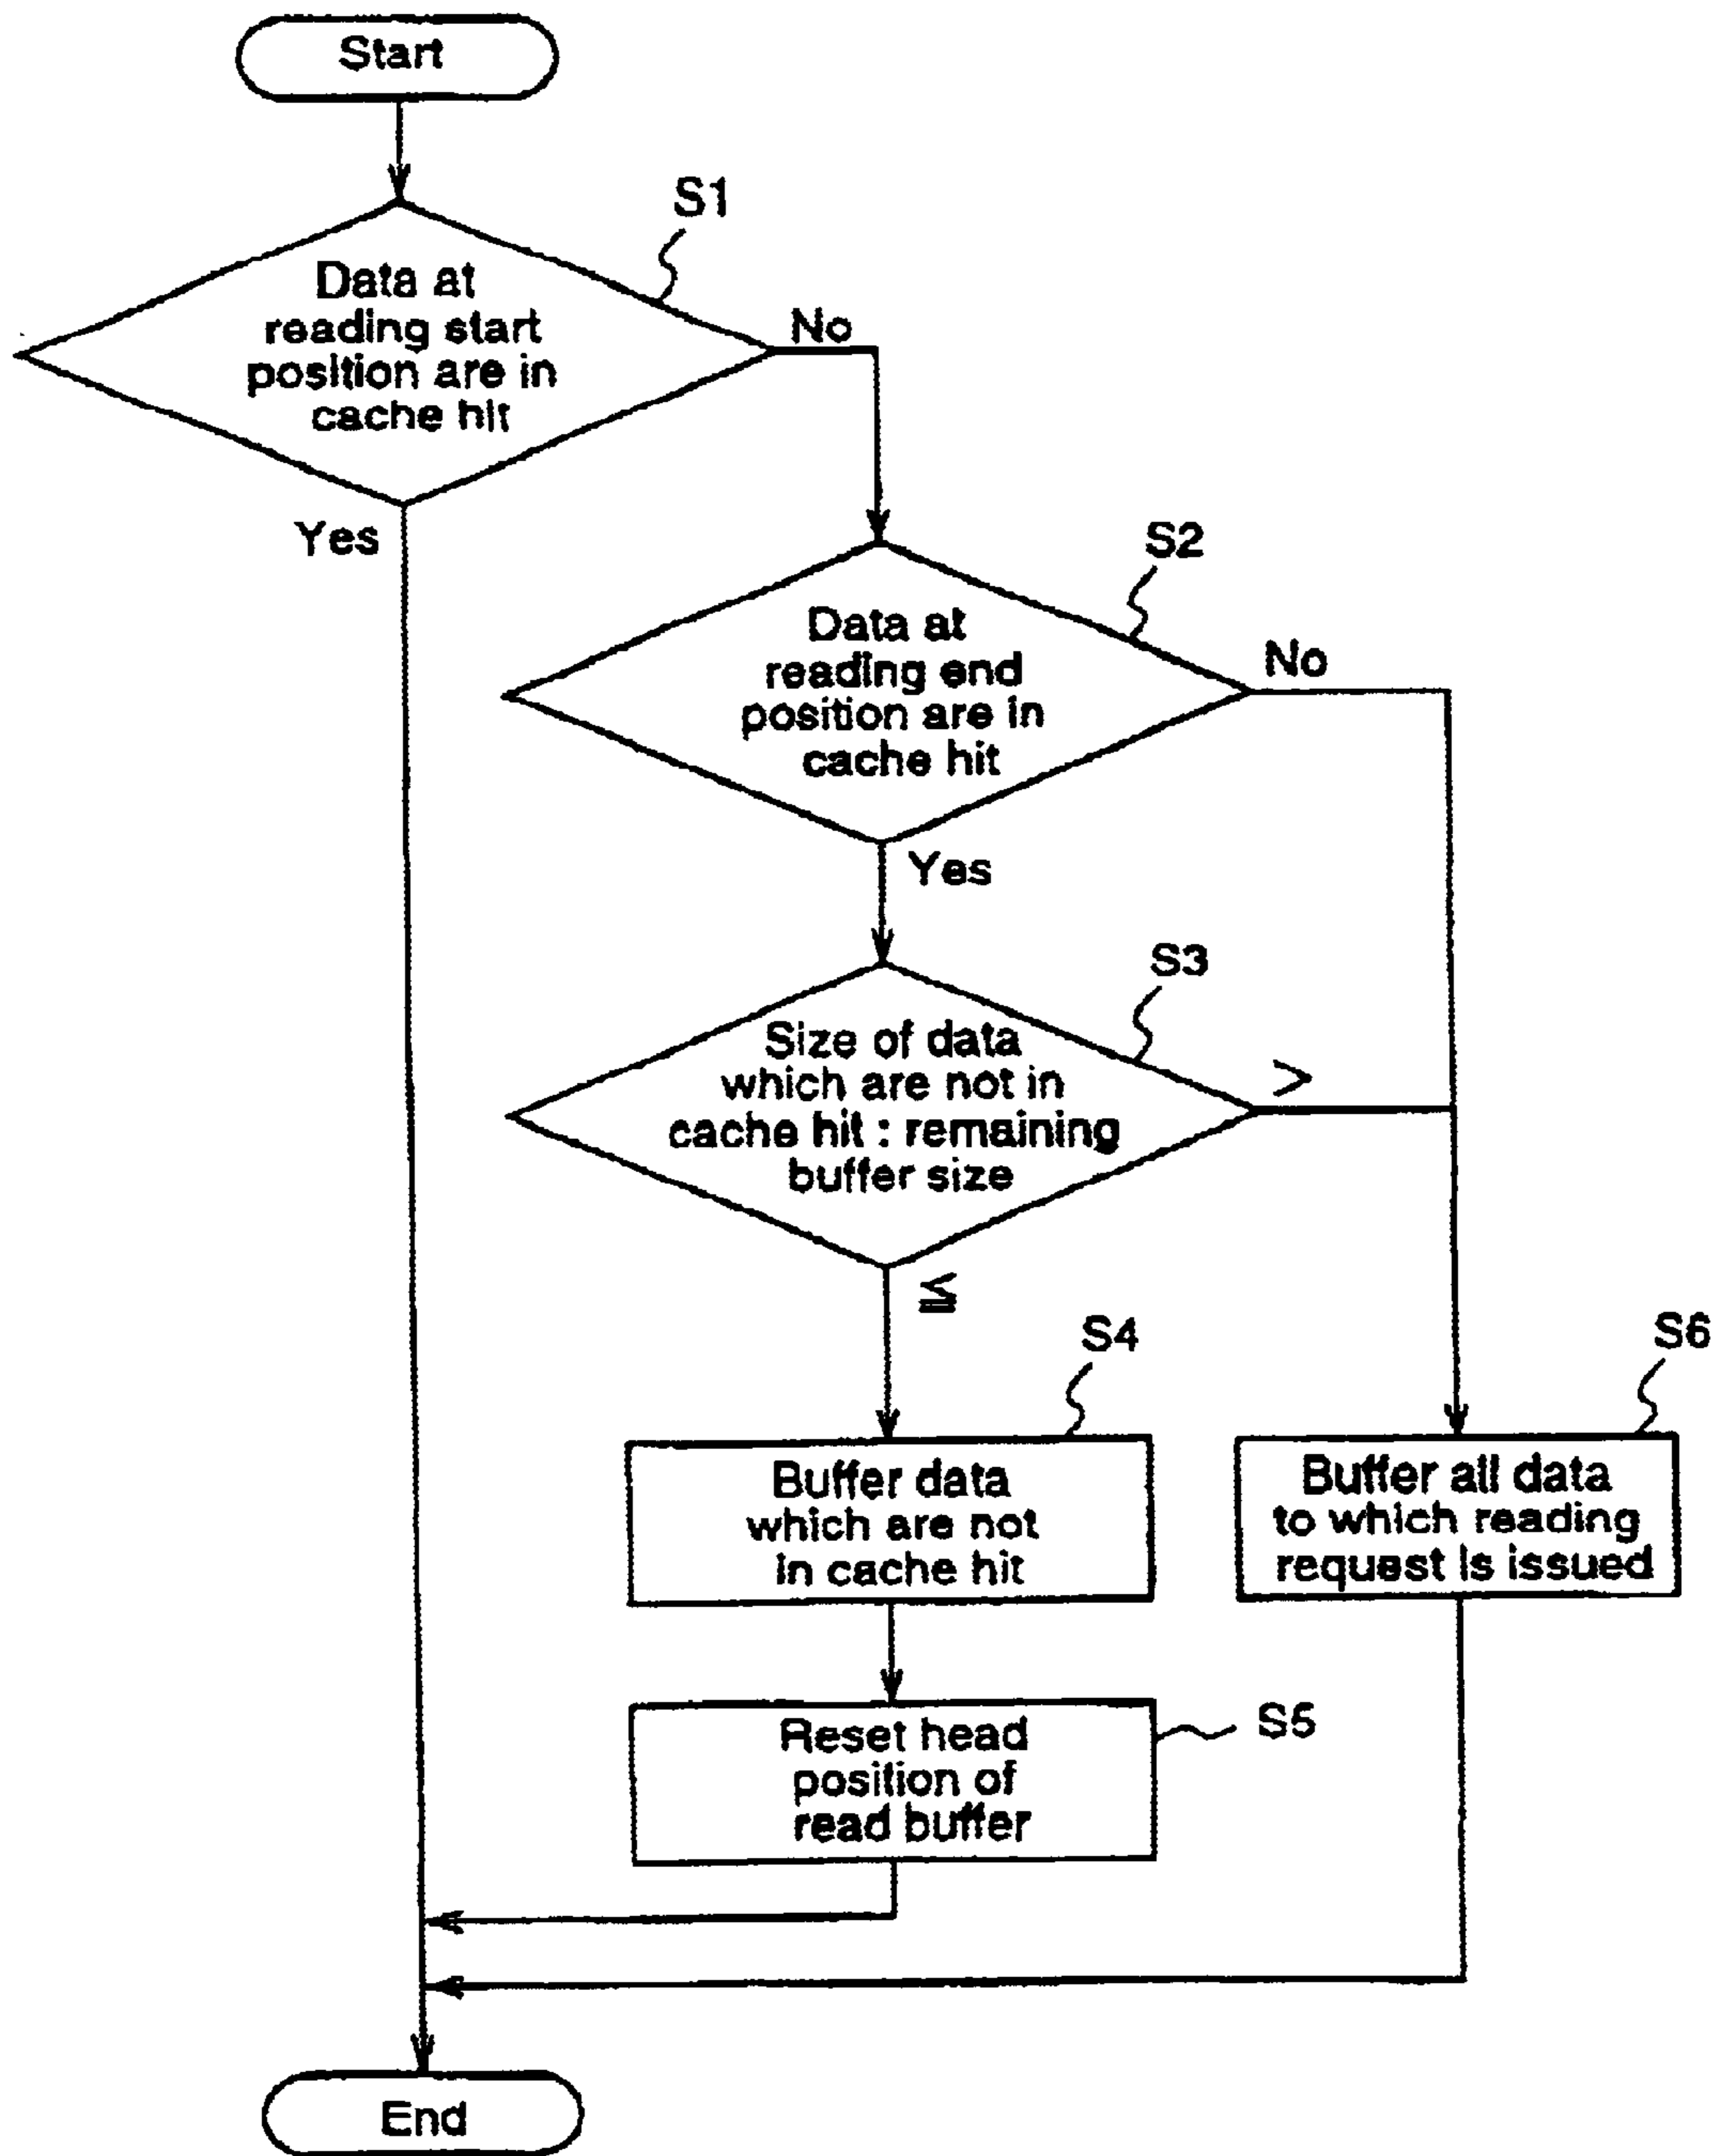 Start
S1
Data at
reading start
position are in
cache hit
No
Yes
S2
Data at
reading end
position are in
cache hit
No
Yes
S3
Size of data
which are not in
cache hit : remaining
buffer size
>
≦
S4
S6
Buffer data
which are not
in cache hit
Buffer all data
to which reading
request is issued
S5
Reset head
position of
read buffer
End